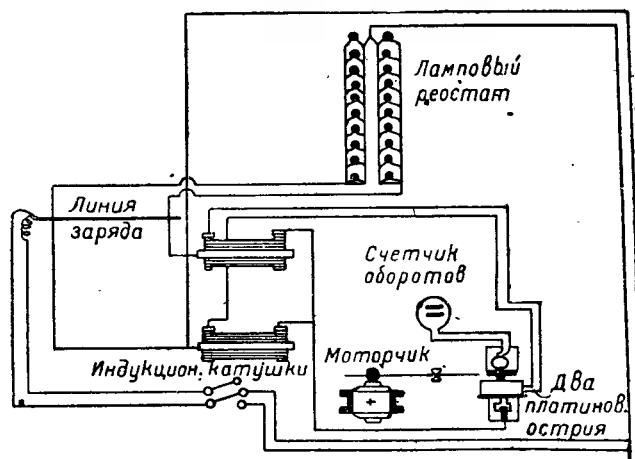 Ламповый
реостат
Линия
заряда
Счетчик
оборотов
Индукцион. катушки
Моторчик
Два
платинов.
острия